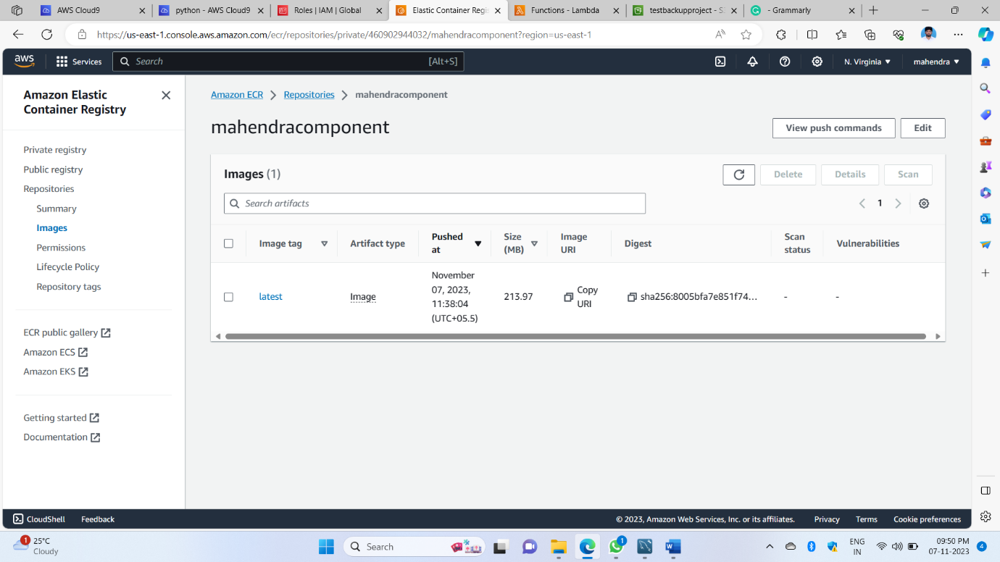 AWS Cloud9
python - AWS Cloud9
Roles | IAM | Global
Elastic Container Regis
Functions - Lambda
testbackupproject - S3
- Grammarly
https://us-east-1.console.aws.amazon.com/ecr/repositories/private/460902944032/mahendracomponent?region=us-east-1
aws
Services
Search
[Alt+S]
N. Virginia
mahendra
Amazon Elastic
Container Registry
Private registry
Public registry
Repositories
Summary
Images
Permissions
Lifecycle Policy
Repository tags
ECR public gallery
Amazon ECS
Amazon EKS
Getting started
Documentation
Amazon ECR
Repositories
mahendracomponent
mahendracomponent
View push commands
Edit
Images (1)
Delete
Details
Scan
Search artifacts
1
Image tag
Artifact type
Pushed
at
Size
(MB)
Image
URI
Digest
Scan
status
Vulnerabilities
latest
Image
November
07, 2023,
11:38:04
(UTC+05.5)
213.97
Copy
URI
sha256:8005bfa7e851f74...
-
-
CloudShell
Feedback
© 2023, Amazon Web Services, Inc. or its affiliates.
Privacy
Terms
Cookie preferences
1
25°C
Cloudy
Search
1
ENG
IN
09:50 PM
07-11-2023
4